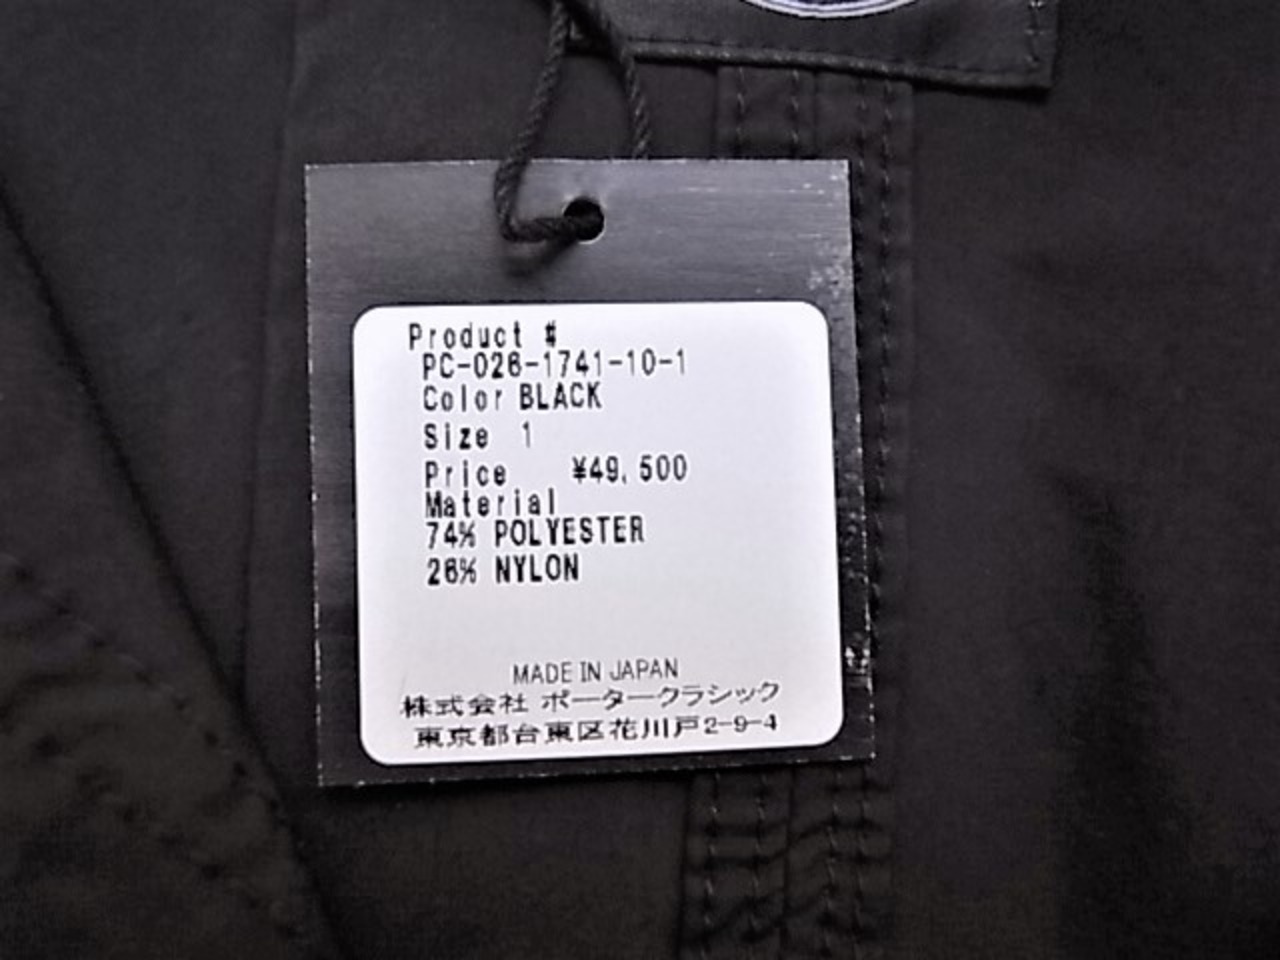 Product #
PC-026-1741-10-1
Color BLACK
Size 1
Price ¥49,500
Material
74% POLYESTER
26% NYLON
MADE IN JAPAN
株式会社 ポータークラシック
東京都台東区花川戸2-9-4